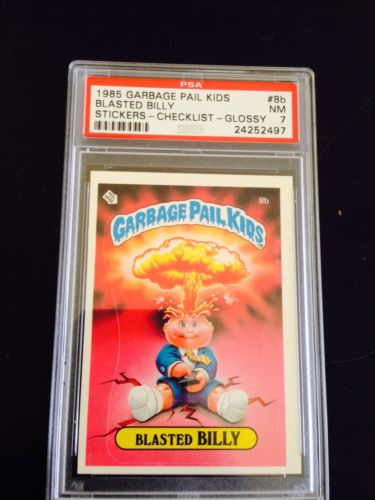 PSA
1985 GARBAGE PAIL KIDS #8b
BLASTED BILLY NM
STICKERS-CHECKLIST-GLOSSY 7
24252497
8b
GARBAGE PAIL KIDS
BLASTED BILLY